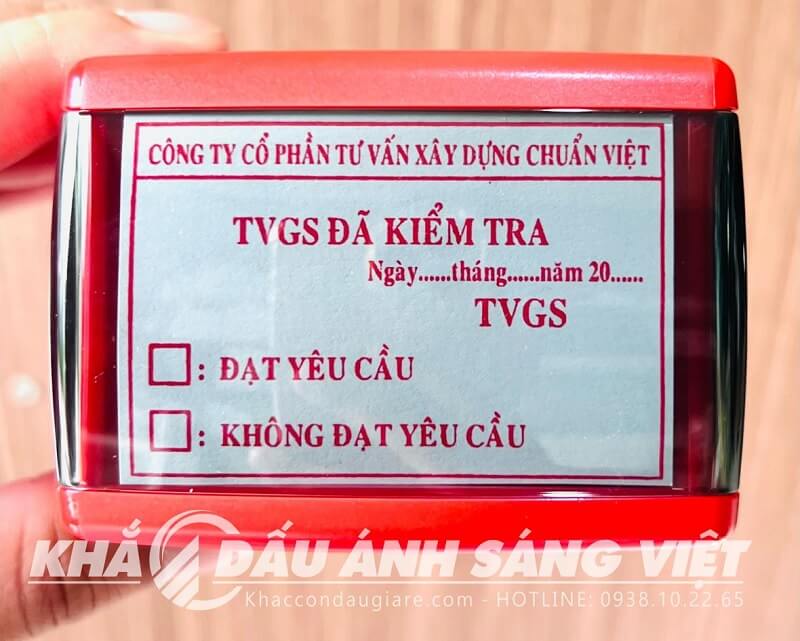 CÔNG TY CỔ PHẦN TƯ VẤN XÂY DỰNG CHUẨN VIỆT
TVGS ĐÃ KIỂM TRA
Ngày......tháng......năm 20......
TVGS
: ĐẠT YÊU CẦU
: KHÔNG ĐẠT YÊU CẦU
KHẮC DẤU ÁNH SÁNG VIỆT
Khaccondaugiare.com - HOTLINE: 0938.10.22.65